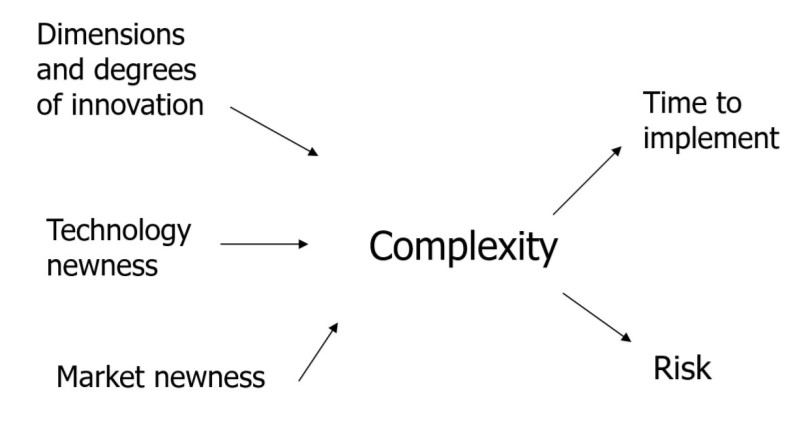 Dimensions
and degrees
of innovation
Technology
newness
Market newness
Complexity
Time to
implement
Risk